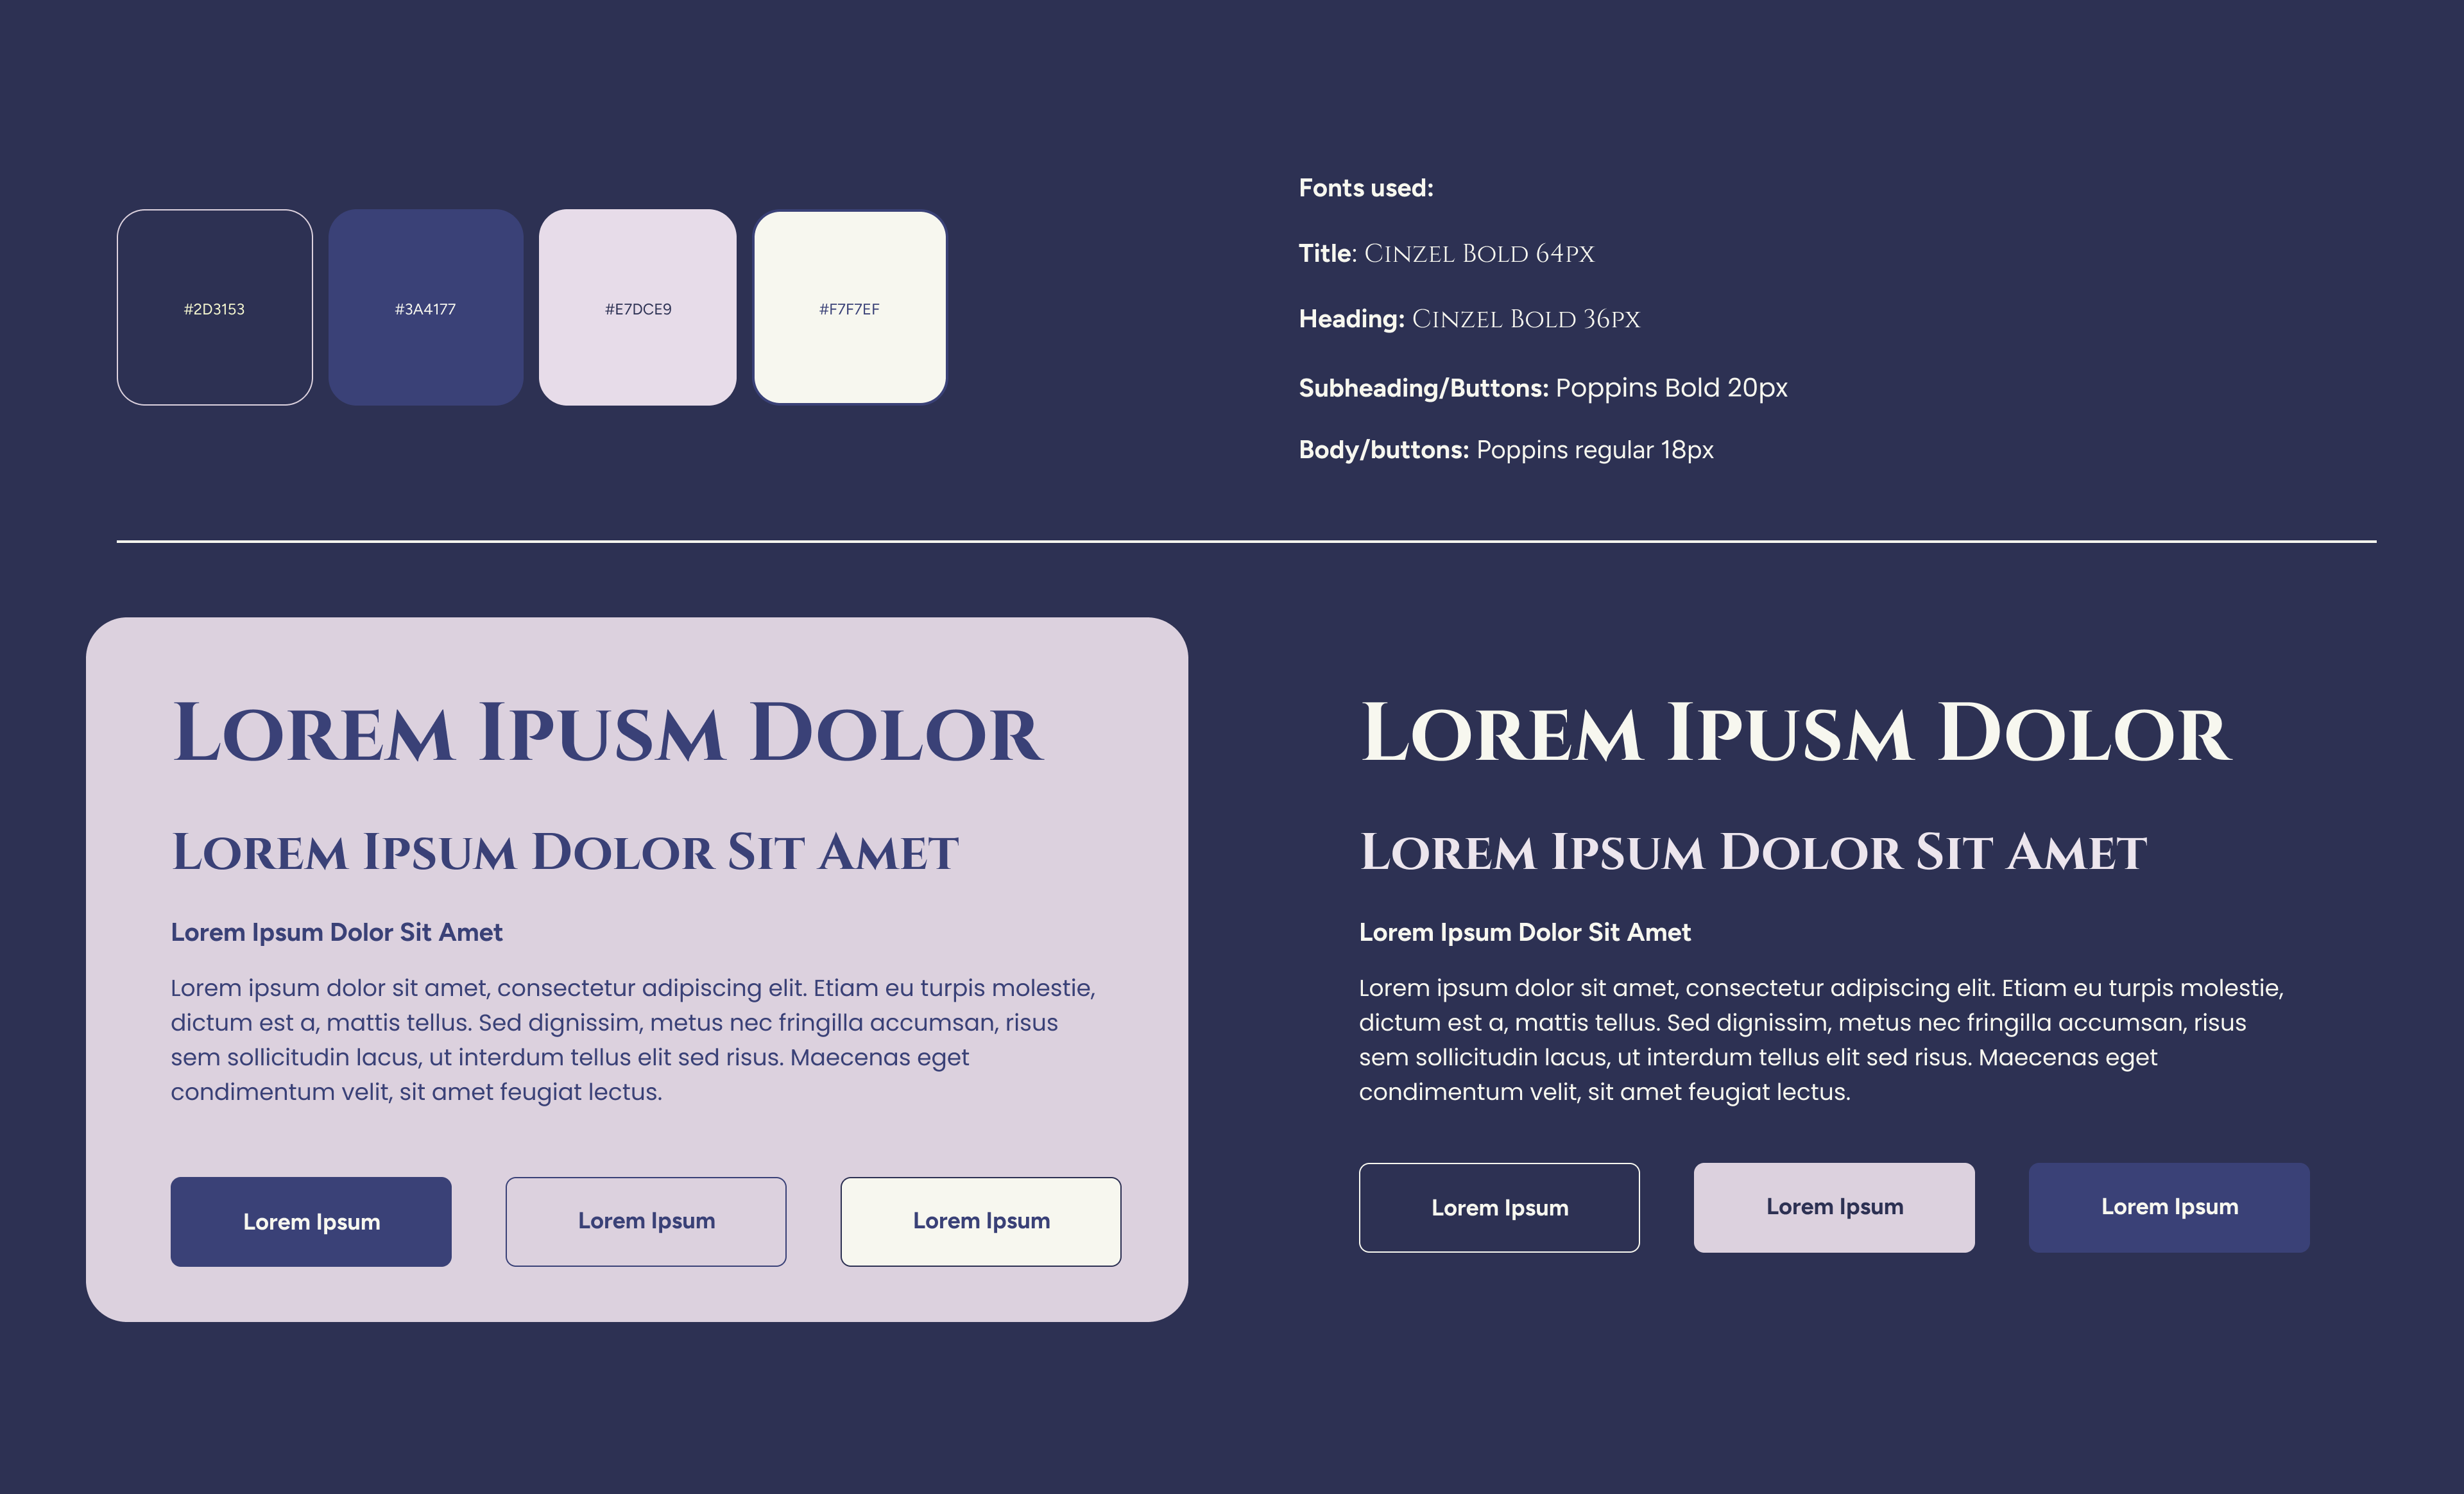 #2D3153
#3A4177
#E7DCE9
#F7F7EF
Fonts used:
Title: Cinzel Bold 64px
Heading: Cinzel Bold 36px
Subheading/Buttons: Poppins Bold 20px
Body/buttons: Poppins regular 18px
Lorem Ipusm Dolor
Lorem Ipsum Dolor Sit Amet
Lorem Ipsum Dolor Sit Amet
Lorem ipsum dolor sit amet, consectetur adipiscing elit. Etiam eu turpis molestie,
dictum est a, mattis tellus. Sed dignissim, metus nec fringilla accumsan, risus
sem sollicitudin lacus, ut interdum tellus elit sed risus. Maecenas eget
condimentum velit, sit amet feugiat lectus.
Lorem Ipsum
Lorem Ipsum
Lorem Ipsum
Lorem Ipusm Dolor
Lorem Ipsum Dolor Sit Amet
Lorem Ipsum Dolor Sit Amet
Lorem ipsum dolor sit amet, consectetur adipiscing elit. Etiam eu turpis molestie,
dictum est a, mattis tellus. Sed dignissim, metus nec fringilla accumsan, risus
sem sollicitudin lacus, ut interdum tellus elit sed risus. Maecenas eget
condimentum velit, sit amet feugiat lectus.
Lorem Ipsum
Lorem Ipsum
Lorem Ipsum